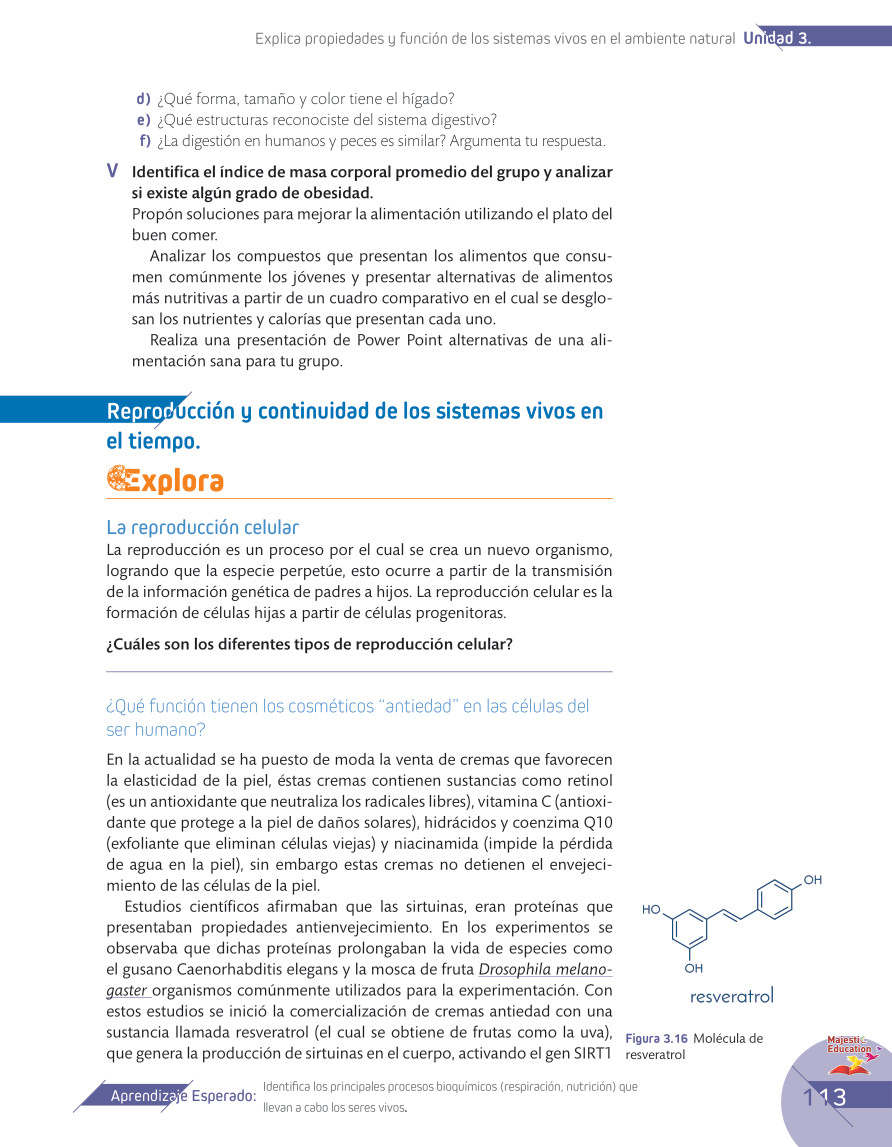 Explica propiedades y función de los sistemas vivos en el ambiente natural Unidad 3.
d) ¿Qué forma, tamaño y color tiene el hígado?
e) ¿Qué estructuras reconociste del sistema digestivo?
f) ¿La digestión en humanos y peces es similar? Argumenta tu respuesta.
V Identifica el índice de masa corporal promedio del grupo y analizar
si existe algún grado de obesidad.
Propón soluciones para mejorar la alimentación utilizando el plato del
buen comer.
Analizar los compuestos que presentan los alimentos que consu-
men comúnmente los jóvenes y presentar alternativas de alimentos
más nutritivas a partir de un cuadro comparativo en el cual se desglo-
san los nutrientes y calorías que presentan cada uno.
Realiza una presentación de Power Point alternativas de una ali-
mentación sana para tu grupo.
Reproducción y continuidad de los sistemas vivos en
el tiempo.
Explora
La reproducción celular
La reproducción es un proceso por el cual se crea un nuevo organismo,
logrando que la especie perpetúe, esto ocurre a partir de la transmisión
de la información genética de padres a hijos. La reproducción celular es la
formación de células hijas a partir de células progenitoras.
¿Cuáles son los diferentes tipos de reproducción celular?
¿Qué función tienen los cosméticos “antiedad” en las células del
ser humano?
En la actualidad se ha puesto de moda la venta de cremas que favorecen
la elasticidad de la piel, éstas cremas contienen sustancias como retinol
(es un antioxidante que neutraliza los radicales libres), vitamina C (antioxi-
dante que protege a la piel de daños solares), hidrácidos y coenzima Q10
(exfoliante que eliminan células viejas) y niacinamida (impide la pérdida
de agua en la piel), sin embargo estas cremas no detienen el envejeci-
miento de las células de la piel.
Estudios científicos afirmaban que las sirtuinas, eran proteínas que
presentaban propiedades antienvejecimiento. En los experimentos se
observaba que dichas proteínas prolongaban la vida de especies como
el gusano Caenorhabditis elegans y la mosca de fruta Drosophila melano-
gaster organismos comúnmente utilizados para la experimentación. Con
estos estudios se inició la comercialización de cremas antiedad con una
sustancia llamada resveratrol (el cual se obtiene de frutas como la uva),
que genera la producción de sirtuinas en el cuerpo, activando el gen SIRT1
OH
HO
OH
resveratrol
Figura 3.16 Molécula de
resveratrol
Majestic
Education
Aprendizaje Esperado:
Identifica los principales procesos bioquímicos (respiración, nutrición) que
llevan a cabo los seres vivos.
113